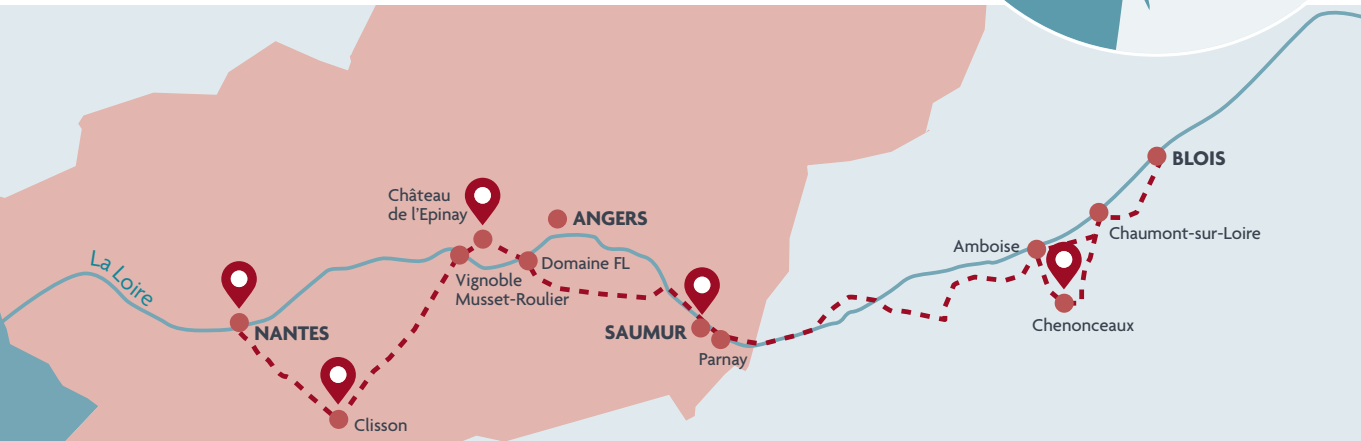 BLOIS
Château
de l'Epinay
ANGERS
Chaumont-sur-Loire
Amboise
La Loire
Domaine FL
Vignoble
Musset-Roulier
NANTES
SAUMUR
Chenonceaux
Parnay
Clisson